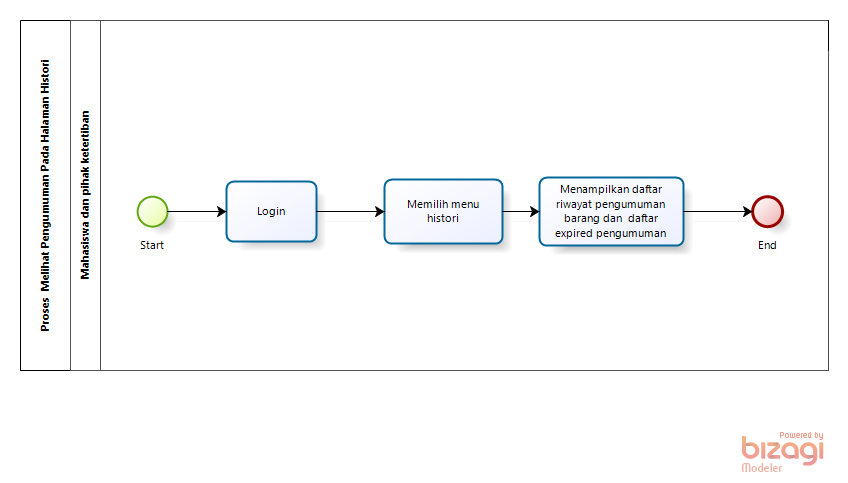 Proses Melihat Pengumuman Pada Halaman Histori
Mahasiswa dan pihak ketertiban
Start
Login
Memilih menu
histori
Menampilkan daftar
riwayat pengumuman
barang dan daftar
expired pengumuman
End
Powered by
bizagi
Modeler